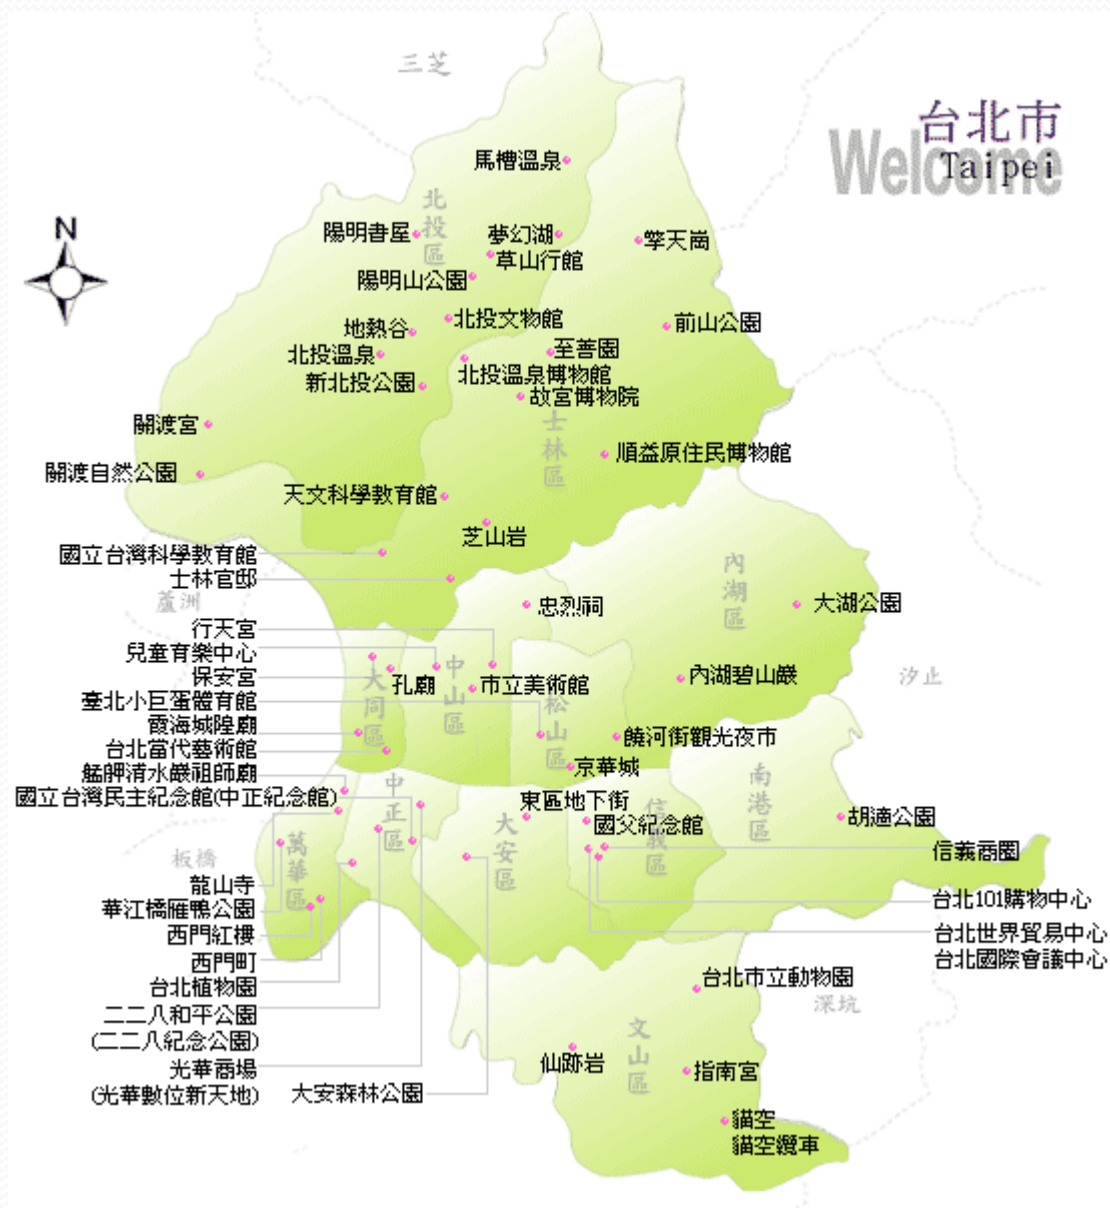 三芝
台北市
Welcome
Taipei
N
馬槽溫泉
北投區
陽明書屋
夢幻湖
擎天崗
草山行館
陽明山公園
北投文物館
前山公園
地熱谷
至善園
北投溫泉
北投溫泉博物館
新北投公園
故宮博物院
關渡宮
士林區
順益原住民博物館
關渡自然公園
天文科學教育館
芝山岩
國立台灣科學教育館
士林官邸
內湖區
蘆洲
忠烈祠
大湖公園
行天宮
兒童育樂中心
中山區
保安宮
大同區
孔廟
市立美術館
內湖碧山巖
汐止
臺北小巨蛋體育館
松山區
霞海城隍廟
饒河街觀光夜市
台北當代藝術館
京華城
艋舺清水巖祖師廟
中正區
南港區
國立台灣民主紀念館(中正紀念館)
東區地下街
信義區
大安區
國父紀念館
胡適公園
萬華區
板橋
信義商圈
龍山寺
台北101購物中心
華江橋雁鴨公園
西門紅樓
台北世界貿易中心
西門町
台北國際會議中心
台北植物園
台北市立動物園
深坑
二二八和平公園
(二二八紀念公園)
文山區
光華商場
仙跡岩
指南宮
(光華數位新天地)
大安森林公園
貓空
貓空纜車